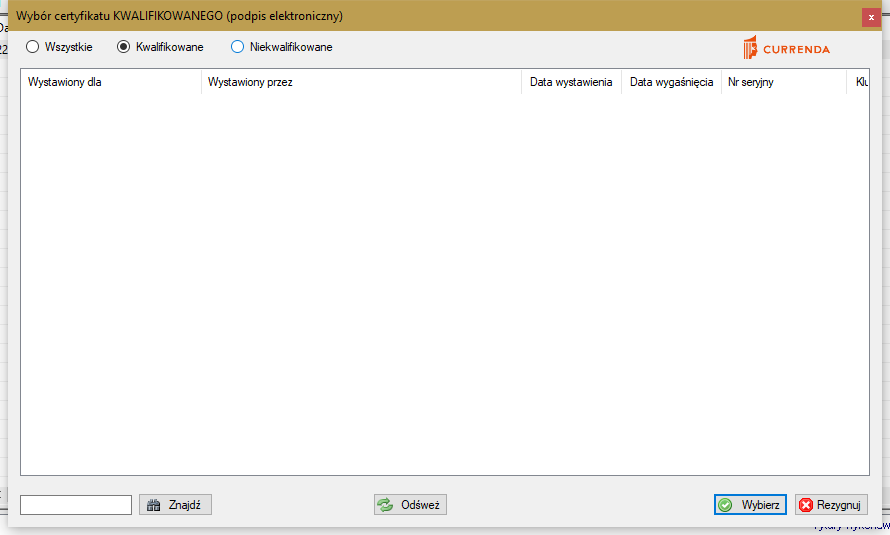 Wybór certyfikatu KWALIFIKOWANEGO (podpis elektroniczny)
Wszystkie Kwalifikowane Niekwalifikowane CURRENDA
Wystawiony dla Wystawiony przez Data wystawienia Data wygaśnięcia Nr seryjny
Znajdź Odśwież Wybierz Rezygnuj